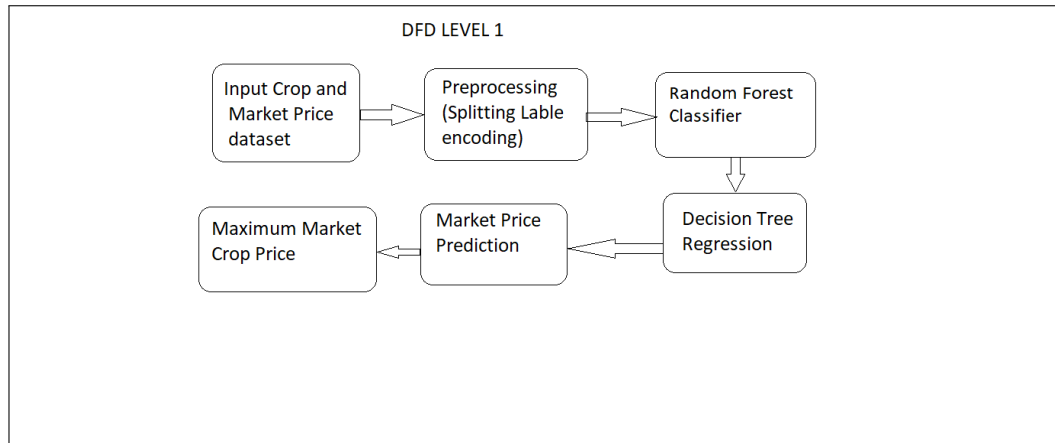 DFD LEVEL 1
Input Crop and
Market Price
dataset
Preprocessing
(Splitting Lable
encoding)
Random Forest
Classifier
Decision Tree
Regression
Market Price
Prediction
Maximum Market
Crop Price